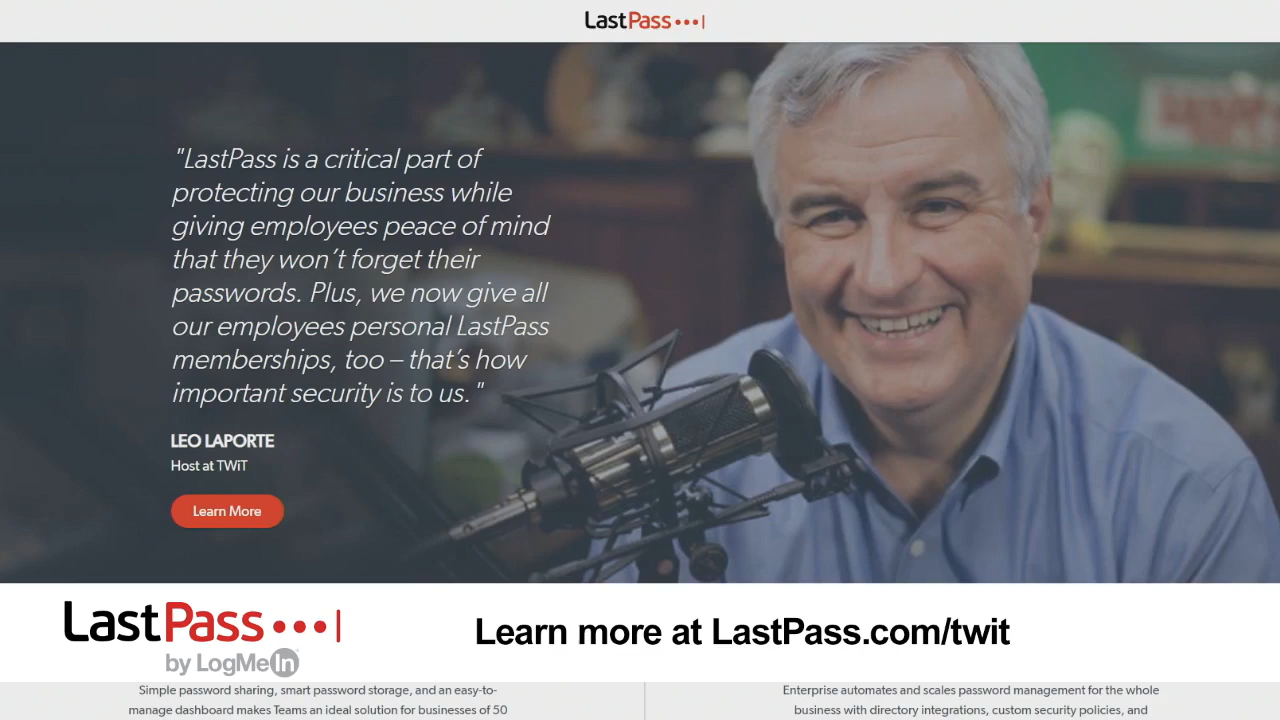 LastPass
"LastPass is a critical part of
protecting our business while
giving employees peace of mind
that they won't forget their
passwords. Plus, we now give all
our employees personal LastPass
memberships, too – that's how
important security is to us."
LEO LAPORTE
Host at TWiT
Learn More
LastPass
by LogMeIn
Learn more at LastPass.com/twit
Simple password sharing, smart password storage, and an easy-to-
manage dashboard makes Teams an ideal solution for businesses of 50
Enterprise automates and scales password management for the whole
business with directory integrations, custom security policies, and